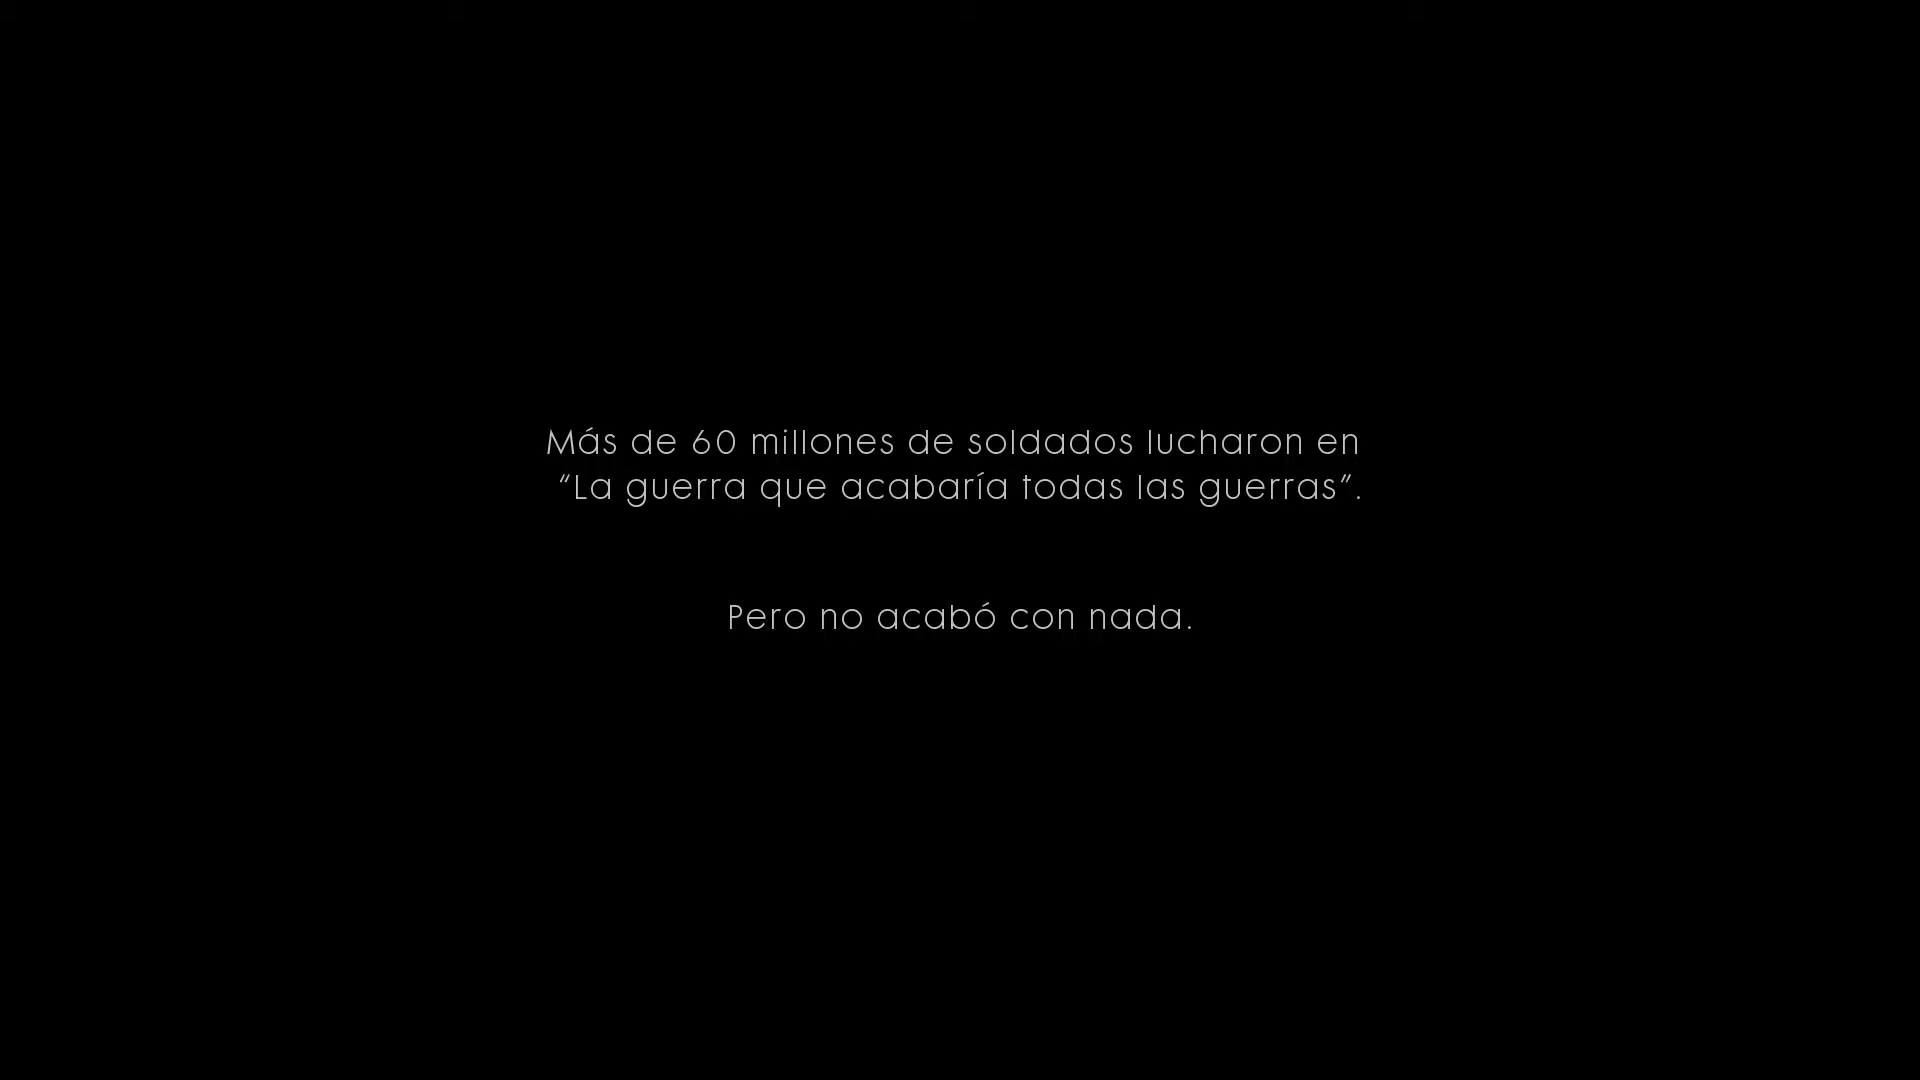 Más de 60 millones de soldados lucharon en
“La guerra que acabaría todas las guerras”.
Pero no acabó con nada.